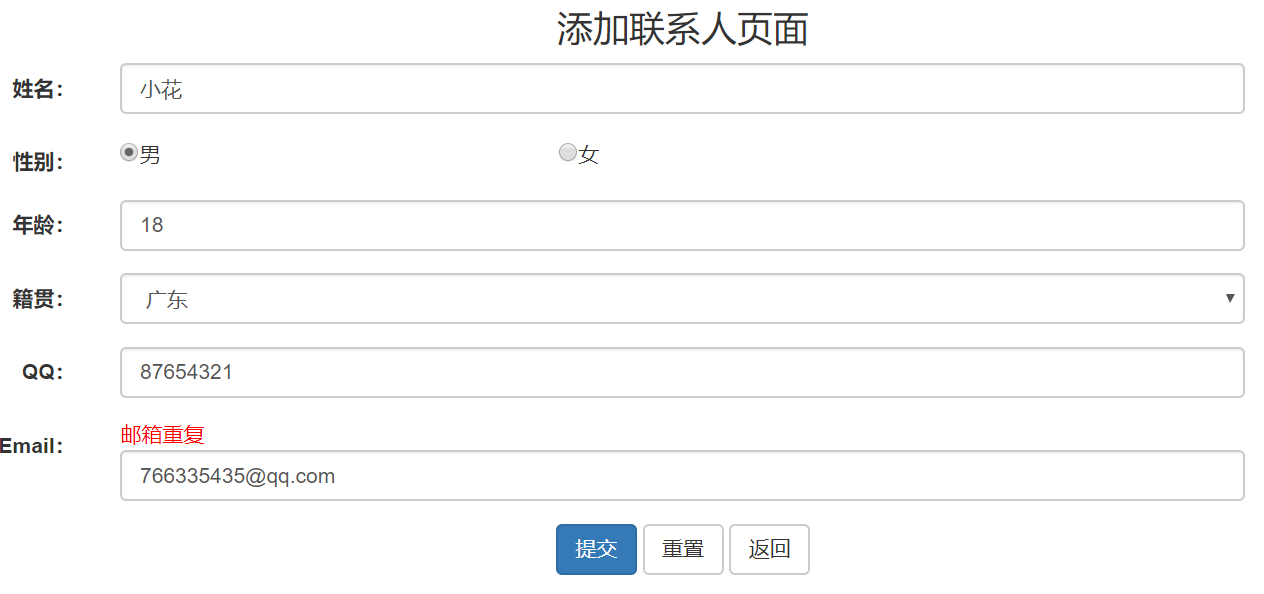 添加联系人页面
姓名： 小花
性别： 男 女
年龄： 18
籍贯： 广东
QQ： 87654321
邮箱重复
Email： 766335435@qq.com
提交 重置 返回